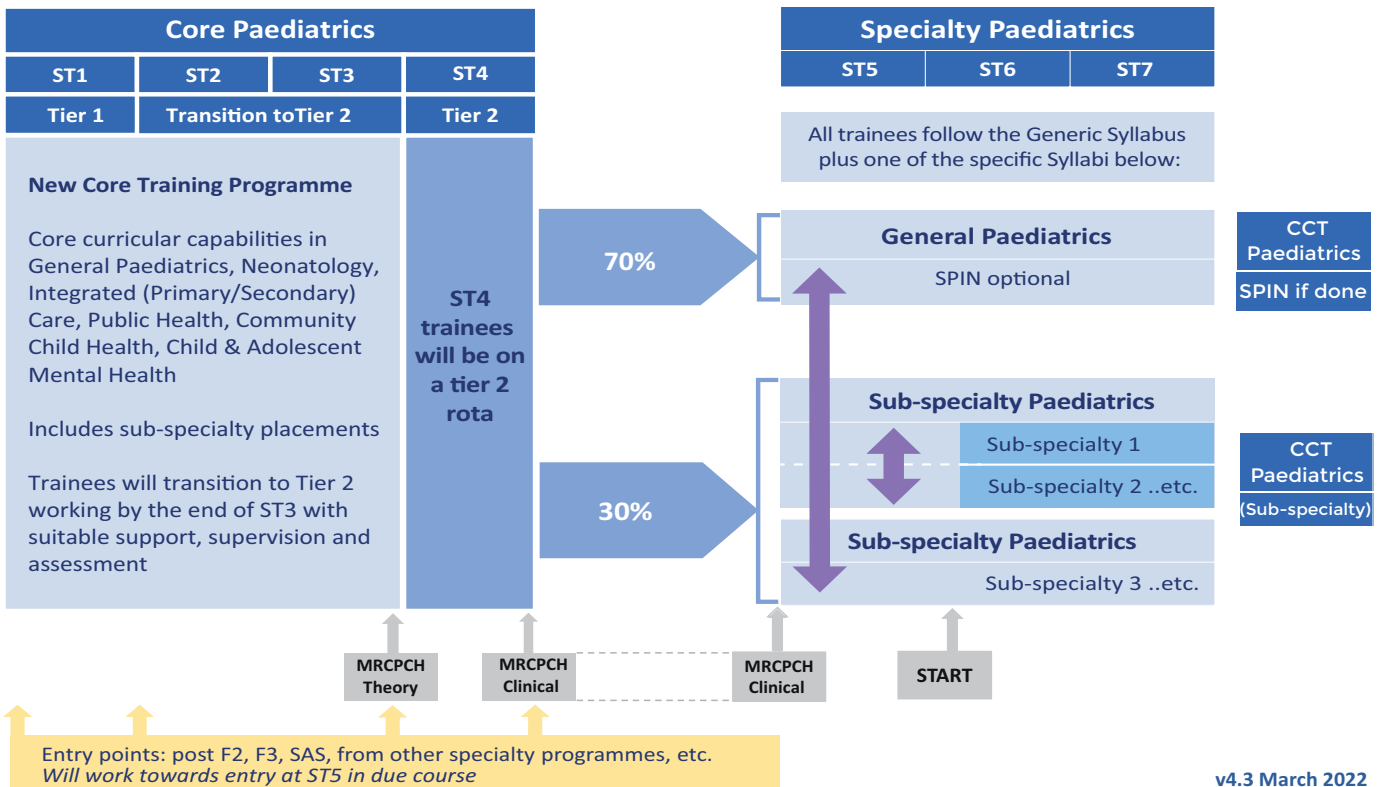 Core Paediatrics
ST1
ST2
ST3
ST4
Tier 1
Transition toTier 2
Tier 2
New Core Training Programme
Core curricular capabilities in
General Paediatrics, Neonatology,
Integrated (Primary/Secondary)
Care, Public Health, Community
Child Health, Child & Adolescent
Mental Health
Includes sub-specialty placements
Trainees will transition to Tier 2
working by the end of ST3 with
suitable support, supervision and
assessment
ST4
trainees
will be on
a tier 2
rota
70%
30%
Specialty Paediatrics
ST5
ST6
ST7
All trainees follow the Generic Syllabus
plus one of the specific Syllabi below:
General Paediatrics
SPIN optional
CCT
Paediatrics
SPIN if done
Sub-specialty Paediatrics
Sub-specialty 1
Sub-specialty 2 ..etc.
Sub-specialty Paediatrics
Sub-specialty 3 ..etc.
CCT
Paediatrics
(Sub-specialty)
MRCPCH
Theory
MRCPCH
Clinical
MRCPCH
Clinical
START
Entry points: post F2, F3, SAS, from other specialty programmes, etc.
Will work towards entry at ST5 in due course
v4.3 March 2022